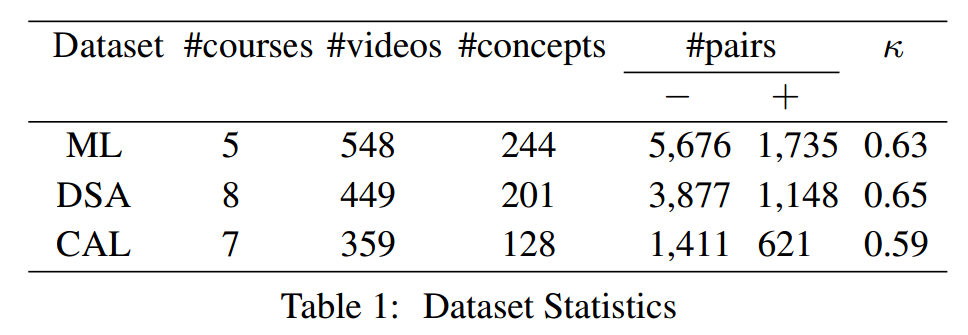 Dataset #courses #videos #concepts #pairs κ
− +
ML 5 548 244 5,676 1,735 0.63
DSA 8 449 201 3,877 1,148 0.65
CAL 7 359 128 1,411 621 0.59
Table 1: Dataset Statistics